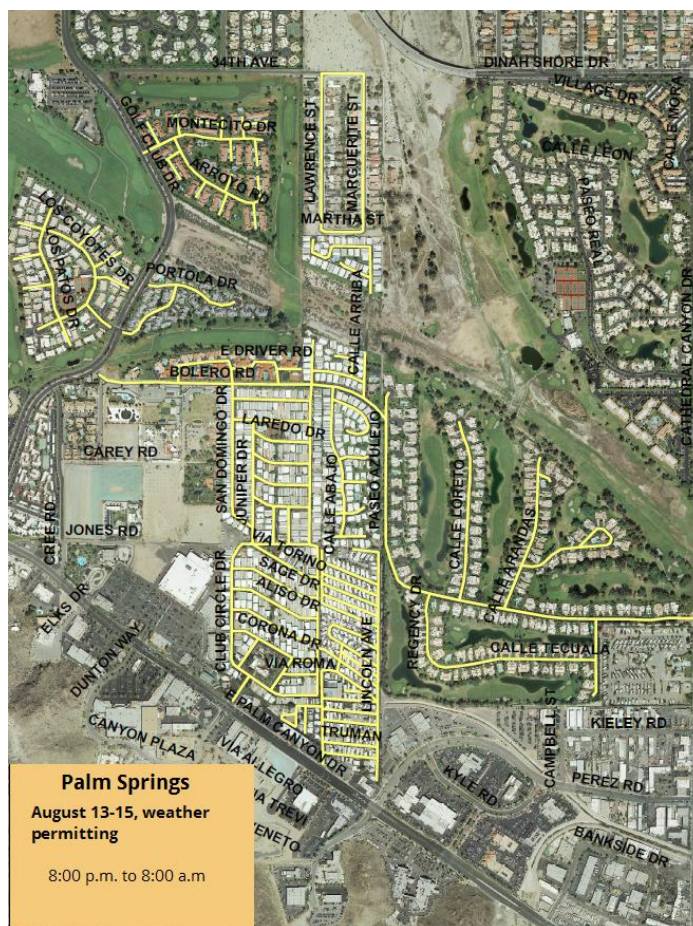 34TH AVE
DINAH SHORE DR
VILLAGE DR
CALLE MORA
GOLF CLUB DR
MONTECITO DR
LAWRENCE ST
MARGUERITE ST
CALLE LEON
ARROYO RD
PASEO REAL
MARTHA ST
LOS COYOTES DR
LOS PATOS DR
PORTOLA DR
CALLE ARRIBA
CATHEDRAL CANYON DR
E DRIVER RD
BOLERO RD
SAN DOMINGO DR
LAREDO DR
CAREY RD
JUNIPER DR
CALLE ABAJO
PASEO AZULEJO
CALLE LORETO
CREE RD
JONES RD
VIA TORINO
CALLE ARANDAS
SAGE DR
CLUB CIRCLE DR
ALISO DR
REGENCY DR
ELKS DR
CORONA DR
LINCOLN AVE
DUNTON WAY
VIA ROMA
CALLE TECUALA
E PALM CANYON DR
CANYON PLAZA
TRUMAN
CAMPBELL ST
KIELEY RD
VIA ALLEGRO
KYLE RD
PEREZ RD
TREVI
VENETO
BANKSIDE DR
Palm Springs
August 13-15, weather
permitting
8:00 p.m. to 8:00 a.m